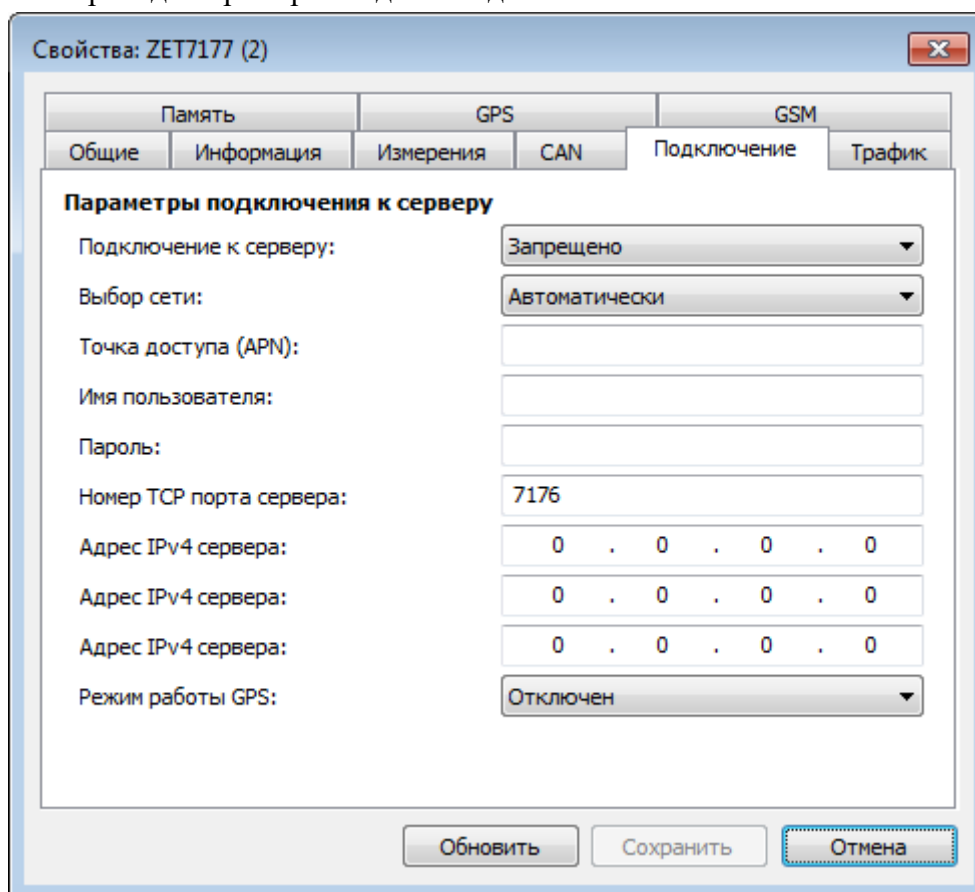 Свойства: ZET7177 (2)
Память GPS GSM
Общие Информация Измерения CAN Подключение Трафик
Параметры подключения к серверу
Подключение к серверу: Запрещено
Выбор сети: Автоматически
Точка доступа (APN):
Имя пользователя:
Пароль:
Номер TCP порта сервера: 7176
Адрес IPv4 сервера: 0 . 0 . 0 . 0
Адрес IPv4 сервера: 0 . 0 . 0 . 0
Адрес IPv4 сервера: 0 . 0 . 0 . 0
Режим работы GPS: Отключен
Обновить Сохранить Отмена